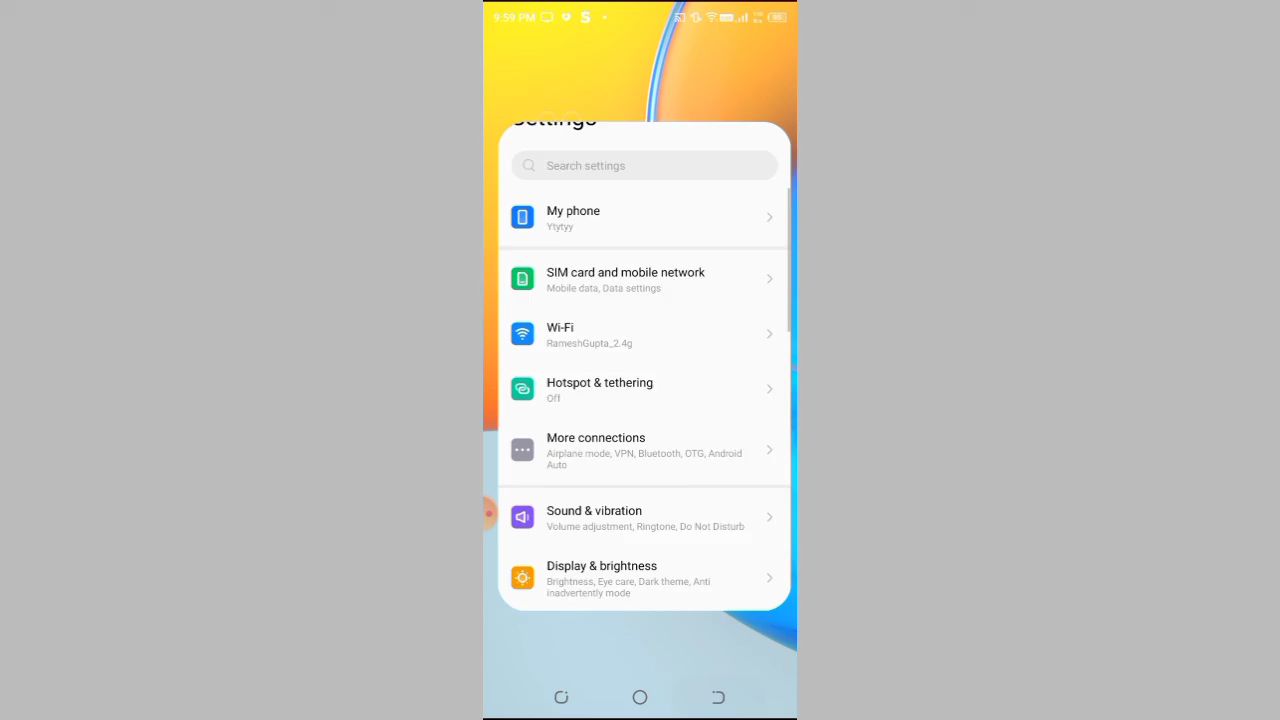 9:59 PM
Settings
Search settings
My phone
Ytytyy
SIM card and mobile network
Mobile data, Data settings
Wi-Fi
RameshGupta_2.4g
Hotspot & tethering
Off
More connections
Airplane mode, VPN, Bluetooth, OTG, Android
Auto
Sound & vibration
Volume adjustment, Ringtone, Do Not Disturb
Display & brightness
Brightness, Eye care, Dark theme, Anti
inadvertently mode